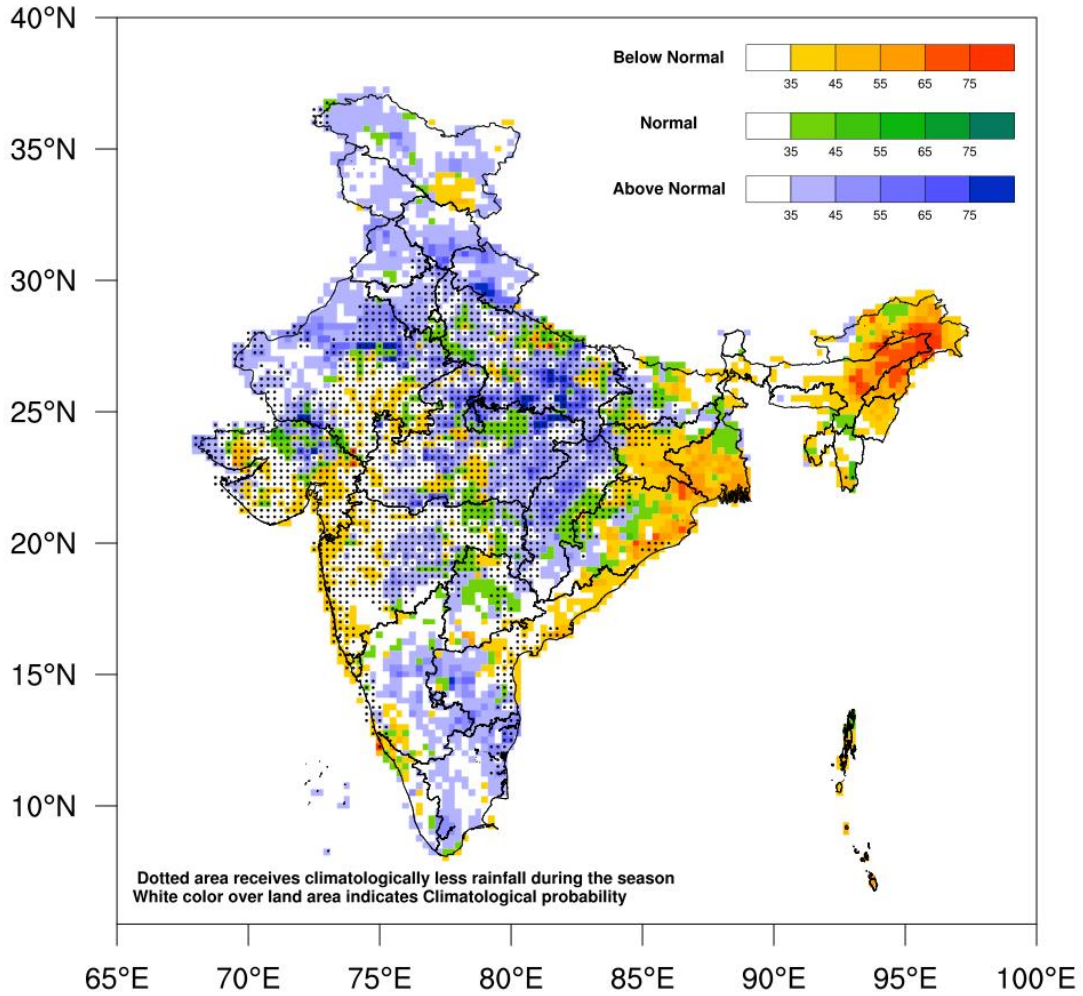 40°N
35°N
30°N
25°N
20°N
15°N
10°N
Below Normal
35 45 55 65 75
Normal
35 45 55 65 75
Above Normal
35 45 55 65 75
Dotted area receives climatologically less rainfall during the season
White color over land area indicates Climatological probability
65°E 70°E 75°E 80°E 85°E 90°E 95°E 100°E